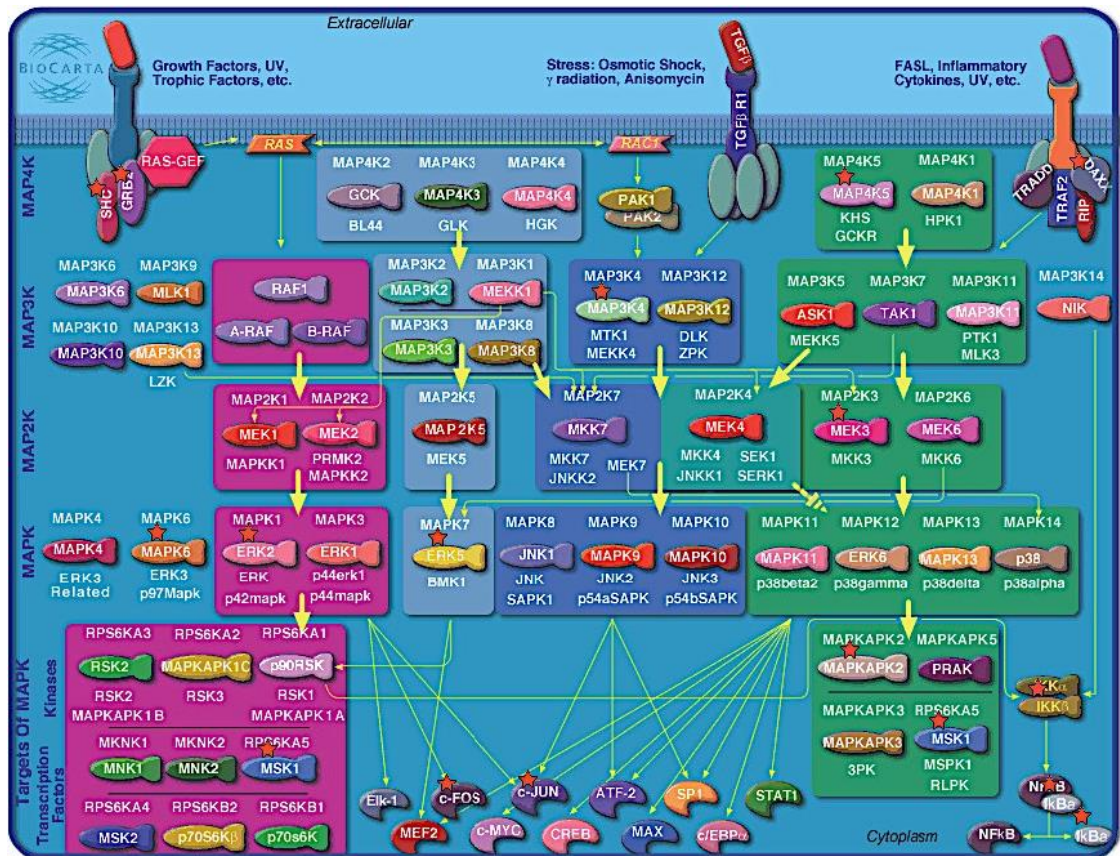 Extracellular
BIOCARTA
Growth Factors, UV,
Trophic Factors, etc.
Stress: Osmotic Shock,
γ radiation, Anisomycin
FASL, Inflammatory
Cytokines, UV, etc.
TGFβ
TGFβ R1
SHC
GRB2
RAS-GEF
RAS
RAC1
TRADD
TRAF2
RIP
DAXX
MAP4K
MAP4K2 MAP4K3 MAP4K4
GCK MAP4K3 MAP4K4
BL44 GLK HGK
PAK1
PAK2
MAP4K5 MAP4K1
MAP4K5 MAP4K1
KHS HPK1
GCKR
MAP3K
MAP3K6 MAP3K9
MAP3K6 MLK1
MAP3K10 MAP3K13
MAP3K10 MAP3K13
LZK
RAF1
A-RAF B-RAF
MAP3K2 MAP3K1
MAP3K2 MEKK1
MAP3K3 MAP3K8
MAP3K3 MAP3K8
MAP3K4 MAP3K12
MAP3K4 MAP3K12
MTK1 DLK
MEKK4 ZPK
MAP3K5 MAP3K7 MAP3K11
ASK1 TAK1 MAP3K11
MEKK5 PTK1
MLK3
MAP3K14
NIK
MAP2K
MAP2K1 MAP2K2
MEK1 MEK2
MAPKK1 PRMK2
MAPKK2
MAP2K5
MAP2K5
MEK5
MAP2K7
MKK7
MKK7 MEK7
JNKK2
MAP2K4
MEK4
MKK4 SEK1
JNKK1 SERK1
MAP2K3 MAP2K6
MEK3 MEK6
MKK3 MKK6
MAPK
MAPK4 MAPK6
MAPK4 MAPK6
ERK3 ERK3
Related p97Mapk
MAPK1 MAPK3
ERK2 ERK1
ERK p44erk1
p42mapk p44mapk
MAPK7
ERK5
BMK1
MAPK8 MAPK9 MAPK10
JNK1 MAPK9 MAPK10
JNK JNK2 JNK3
SAPK1 p54aSAPK p54bSAPK
MAPK11 MAPK12 MAPK13 MAPK14
MAPK11 ERK6 MAPK13 p38
p38beta2 p38gamma p38delta p38alpha
Targets Of MAPK
Kinases
Transcription
Factors
RPS6KA3 RPS6KA2 RPS6KA1
RSK2 MAPKAPK1C p90RSK
RSK2 RSK3 RSK1
MAPKAPK1B MAPKAPK1A
MKNK1 MKNK2 RPS6KA5
MNK1 MNK2 MSK1
RPS6KA4 RPS6KB2 RPS6KB1
MSK2 p70S6Kβ p70s6K
MAPKAPK2 MAPKAPK5
MAPKAPK2 PRAK
MAPKAPK3 RPS6KA5
MAPKAPK3 MSK1
3PK MSPK1
RLPK
IKKα
IKKβ
Elk-1 c-FOS c-JUN ATF-2 SP1 STAT1
MEF2 c-MYC CREB MAX c/EBPα
Cytoplasm
NFkB
IkBa
NFkB IkBa